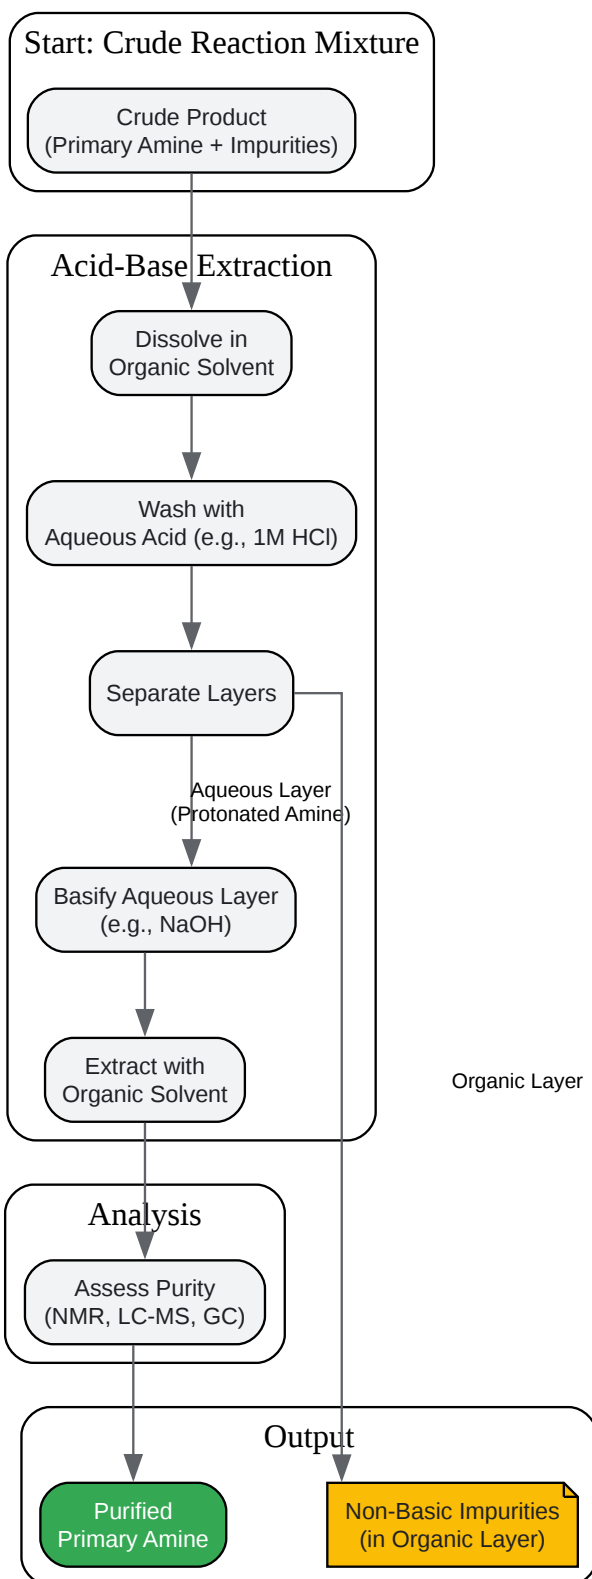 Start: Crude Reaction Mixture
Crude Product
(Primary Amine + Impurities)
Acid-Base Extraction
Dissolve in
Organic Solvent
Wash with
Aqueous Acid (e.g., 1M HCl)
Separate Layers
Aqueous Layer
(Protonated Amine)
Basify Aqueous Layer
(e.g., NaOH)
Extract with
Organic Solvent
Organic Layer
Analysis
Assess Purity
(NMR, LC-MS, GC)
Output
Purified
Primary Amine
Non-Basic Impurities
(in Organic Layer)